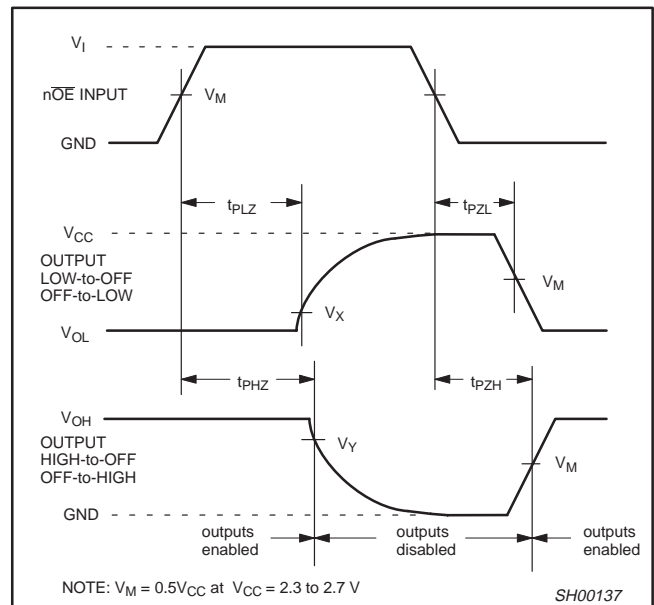 V_I
nOE INPUT
V_M
GND
t_PLZ
t_PZL
V_CC
OUTPUT
LOW-to-OFF
OFF-to-LOW
V_M
V_X
V_OL
t_PHZ
t_PZH
V_OH
OUTPUT
HIGH-to-OFF
OFF-to-HIGH
V_Y
V_M
GND
outputs
enabled
outputs
disabled
outputs
enabled
NOTE: V_M = 0.5V_CC at V_CC = 2.3 to 2.7 V
SH00137